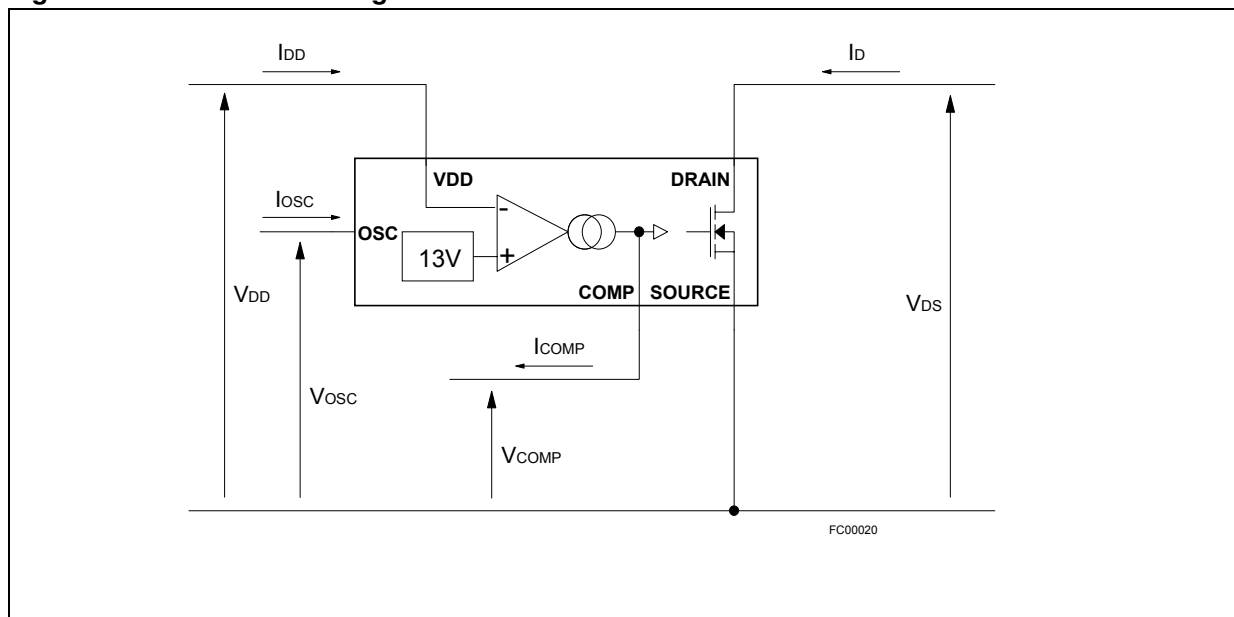 IDD
ID
VDD DRAIN
IOSC
OSC
-
13V
+
COMP SOURCE
VDD
VDS
ICOMP
VOSC
VCOMP
FC00020